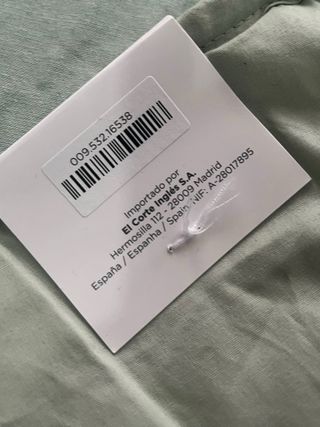 009.532.16538
Importado por
El Corte Inglés S.A.
Hermosilla 112 - 28009 Madrid
España / Espanha / Spain. NIF: A-28017895